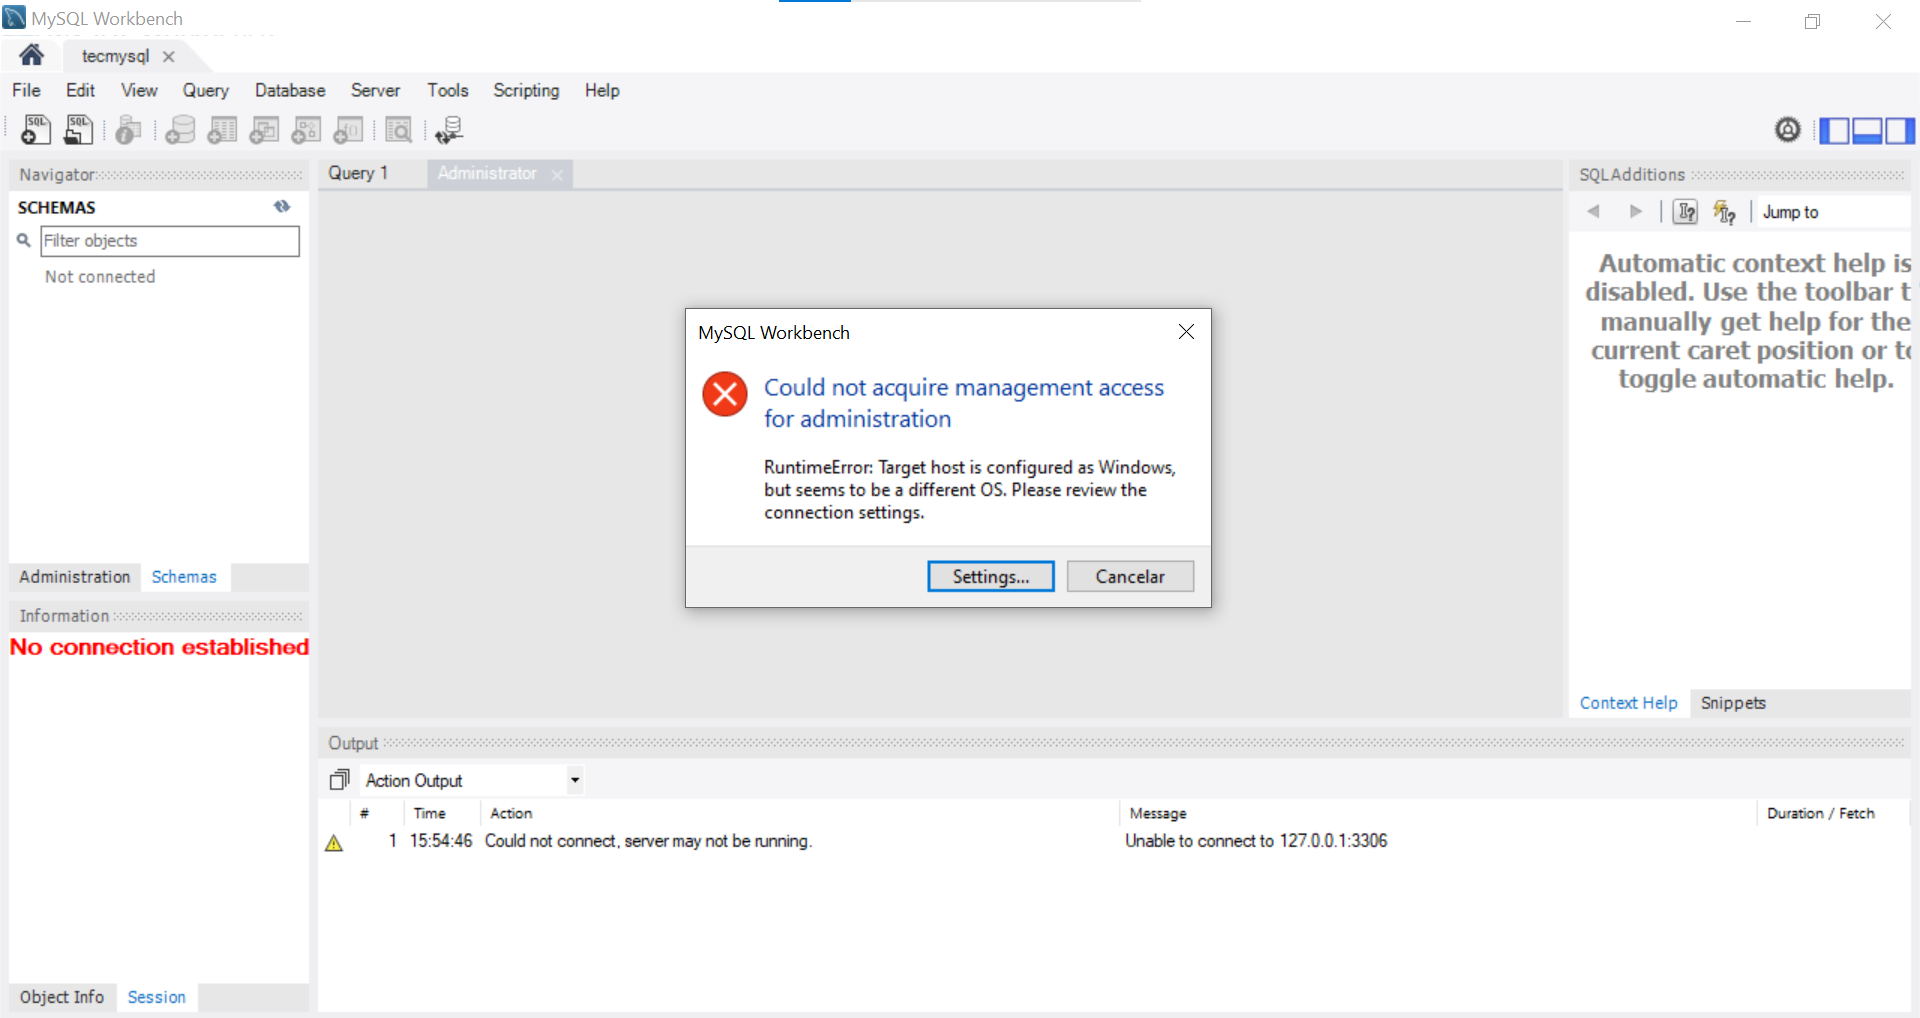 MySQL Workbench
tecmysql
File Edit View Query Database Server Tools Scripting Help
SQL SQL
Navigator
SCHEMAS
Filter objects
Not connected
Administration Schemas
Information
No connection established
Object Info Session
Query 1 Administrator
MySQL Workbench
Could not acquire management access
for administration
RuntimeError: Target host is configured as Windows,
but seems to be a different OS. Please review the
connection settings.
Settings... Cancelar
SQLAdditions
Jump to
Automatic context help is
disabled. Use the toolbar t
manually get help for the
current caret position or to
toggle automatic help.
Context Help Snippets
Output
Action Output
# Time Action Message Duration / Fetch
1 15:54:46 Could not connect, server may not be running. Unable to connect to 127.0.0.1:3306